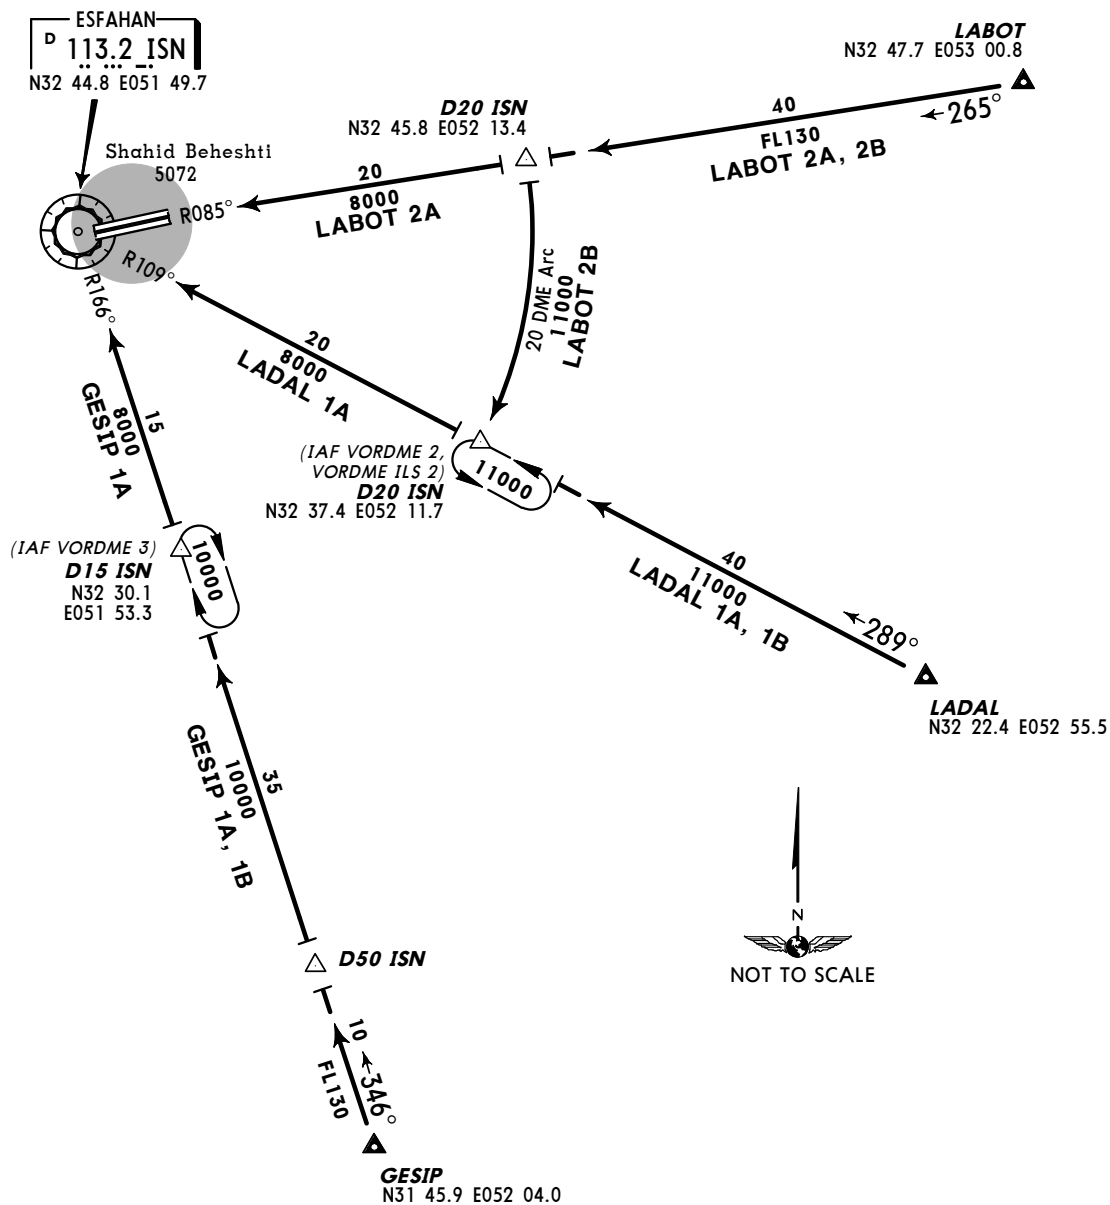 ESFAHAN
D 113.2 ISN
N32 44.8 E051 49.7
LABOT
N32 47.7 E053 00.8
D20 ISN
N32 45.8 E052 13.4
40
←265°
FL130
LABOT 2A, 2B
Shahid Beheshti
5072
20
R085°
8000
LABOT 2A
R109°
R166°
20 DME Arc
11000
LABOT 2B
20
8000
LADAL 1A
15
8000
GESIP 1A
(IAF VORDME 2,
VORDME ILS 2)
D20 ISN
N32 37.4 E052 11.7
11000
(IAF VORDME 3)
D15 ISN
N32 30.1
E051 53.3
10000
40
11000
LADAL 1A, 1B
←289°
LADAL
N32 22.4 E052 55.5
35
10000
GESIP 1A, 1B
N
NOT TO SCALE
D50 ISN
10
←346°
FL130
GESIP
N31 45.9 E052 04.0